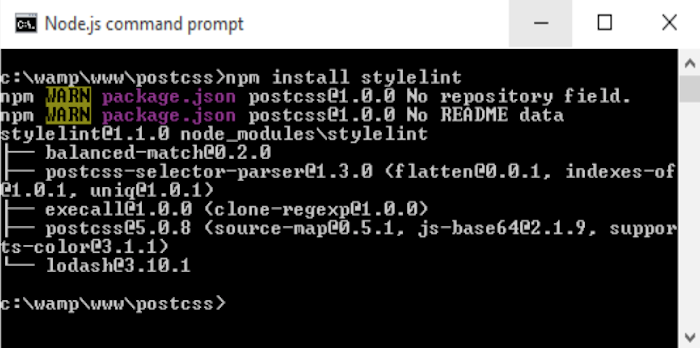 Node.js command prompt
c:\wamp\www\postcss>npm install stylelint
npm WARN package.json postcss@1.0.0 No repository field.
npm WARN package.json postcss@1.0.0 No README data
stylelint@1.1.0 node_modules\stylelint
├── balanced-match@0.2.0
├── postcss-selector-parser@1.3.0 (flatten@0.0.1, indexes-of
@1.0.1, uniq@1.0.1)
├── execall@1.0.0 (clone-regexp@1.0.0)
├── postcss@5.0.8 (source-map@0.5.1, js-base64@2.1.9, suppor
ts-color@3.1.1)
└── lodash@3.10.1
c:\wamp\www\postcss>